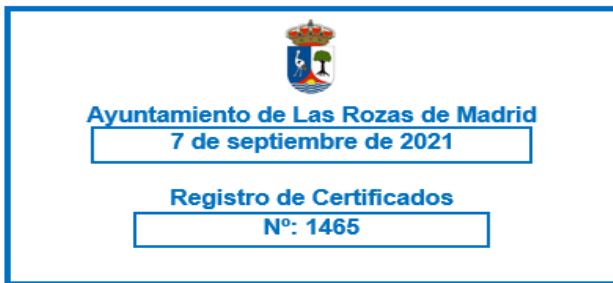 Ayuntamiento de Las Rozas de Madrid
7 de septiembre de 2021
Registro de Certificados
Nº: 1465